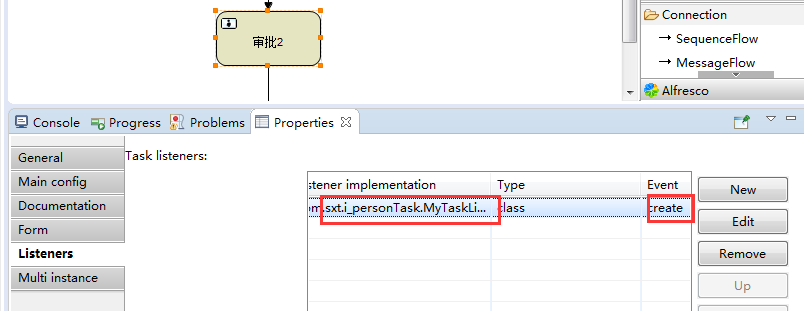 Connection
审批2
SequenceFlow
MessageFlow
Alfresco
Console
Progress
Problems
Properties
General
Main config
Documentation
Form
Listeners
Multi instance
Task listeners:
stener implementation Type Event
om.sxt.i_personTask.MyTaskLi... class create
New
Edit
Remove
Up